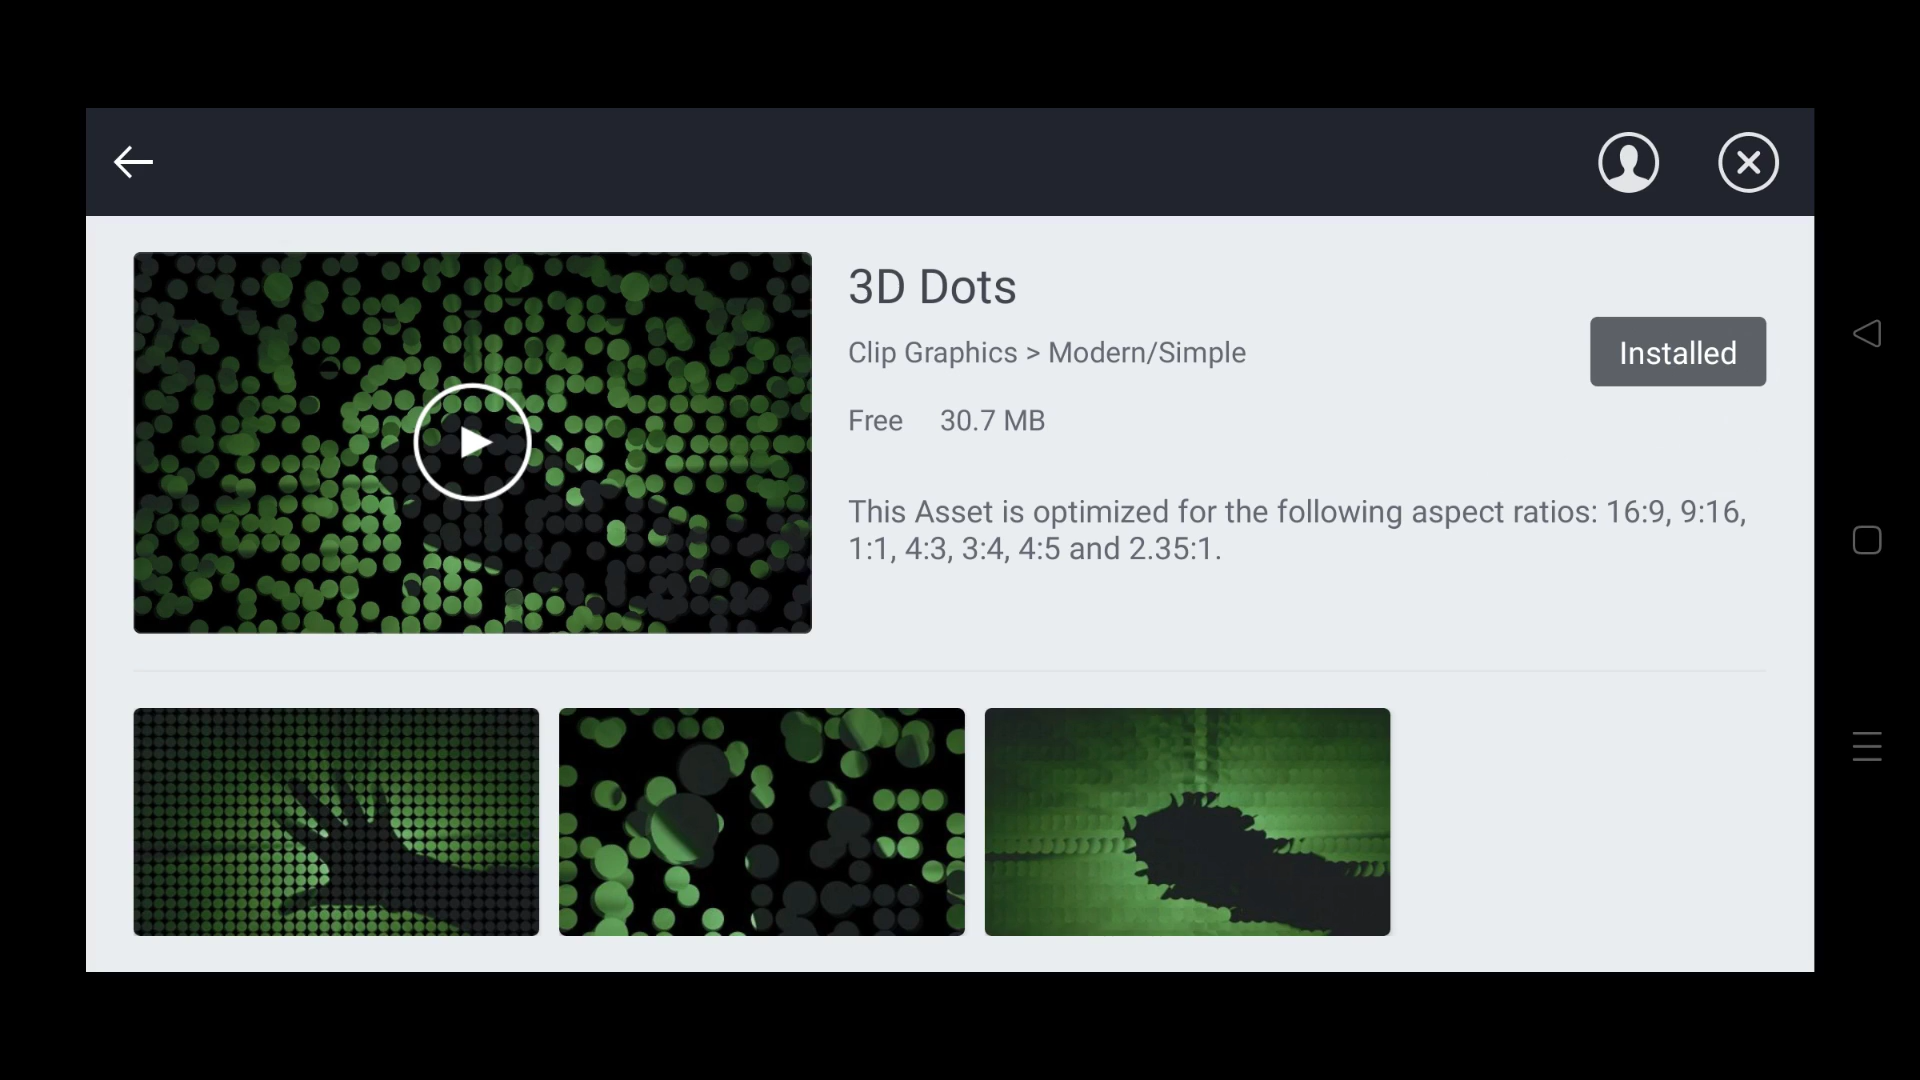 3D Dots
Clip Graphics > Modern/Simple
Installed
Free 30.7 MB
This Asset is optimized for the following aspect ratios: 16:9, 9:16,
1:1, 4:3, 3:4, 4:5 and 2.35:1.